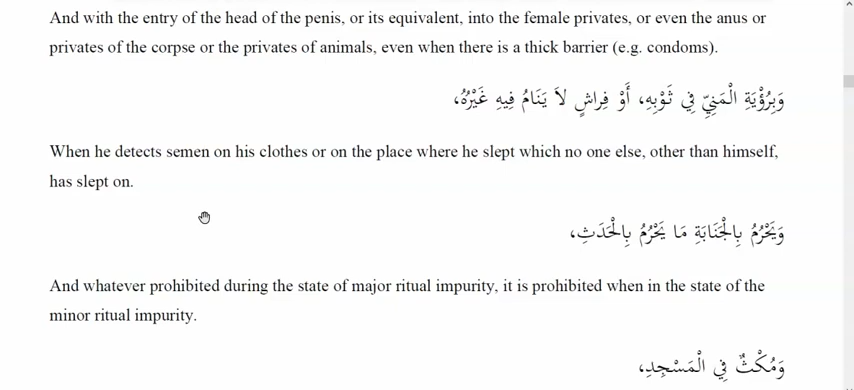 And with the entry of the head of the penis, or its equivalent, into the female privates, or even the anus or
privates of the corpse or the privates of animals, even when there is a thick barrier (e.g. condoms).
وَبِرُؤْيَةِ الْمَنِيِّ فِي ثَوْبِهِ، أَوْ فِرَاشٍ لاَ يَنَامُ فِيهِ غَيْرُهُ،
When he detects semen on his clothes or on the place where he slept which no one else, other than himself,
has slept on.
وَيَحْرُمُ بِالْجَنَابَةِ مَا يَحْرُمُ بِالْحَدَثِ،
And whatever prohibited during the state of major ritual impurity, it is prohibited when in the state of the
minor ritual impurity.
وَمُكْثٌ فِي الْمَسْجِدِ،